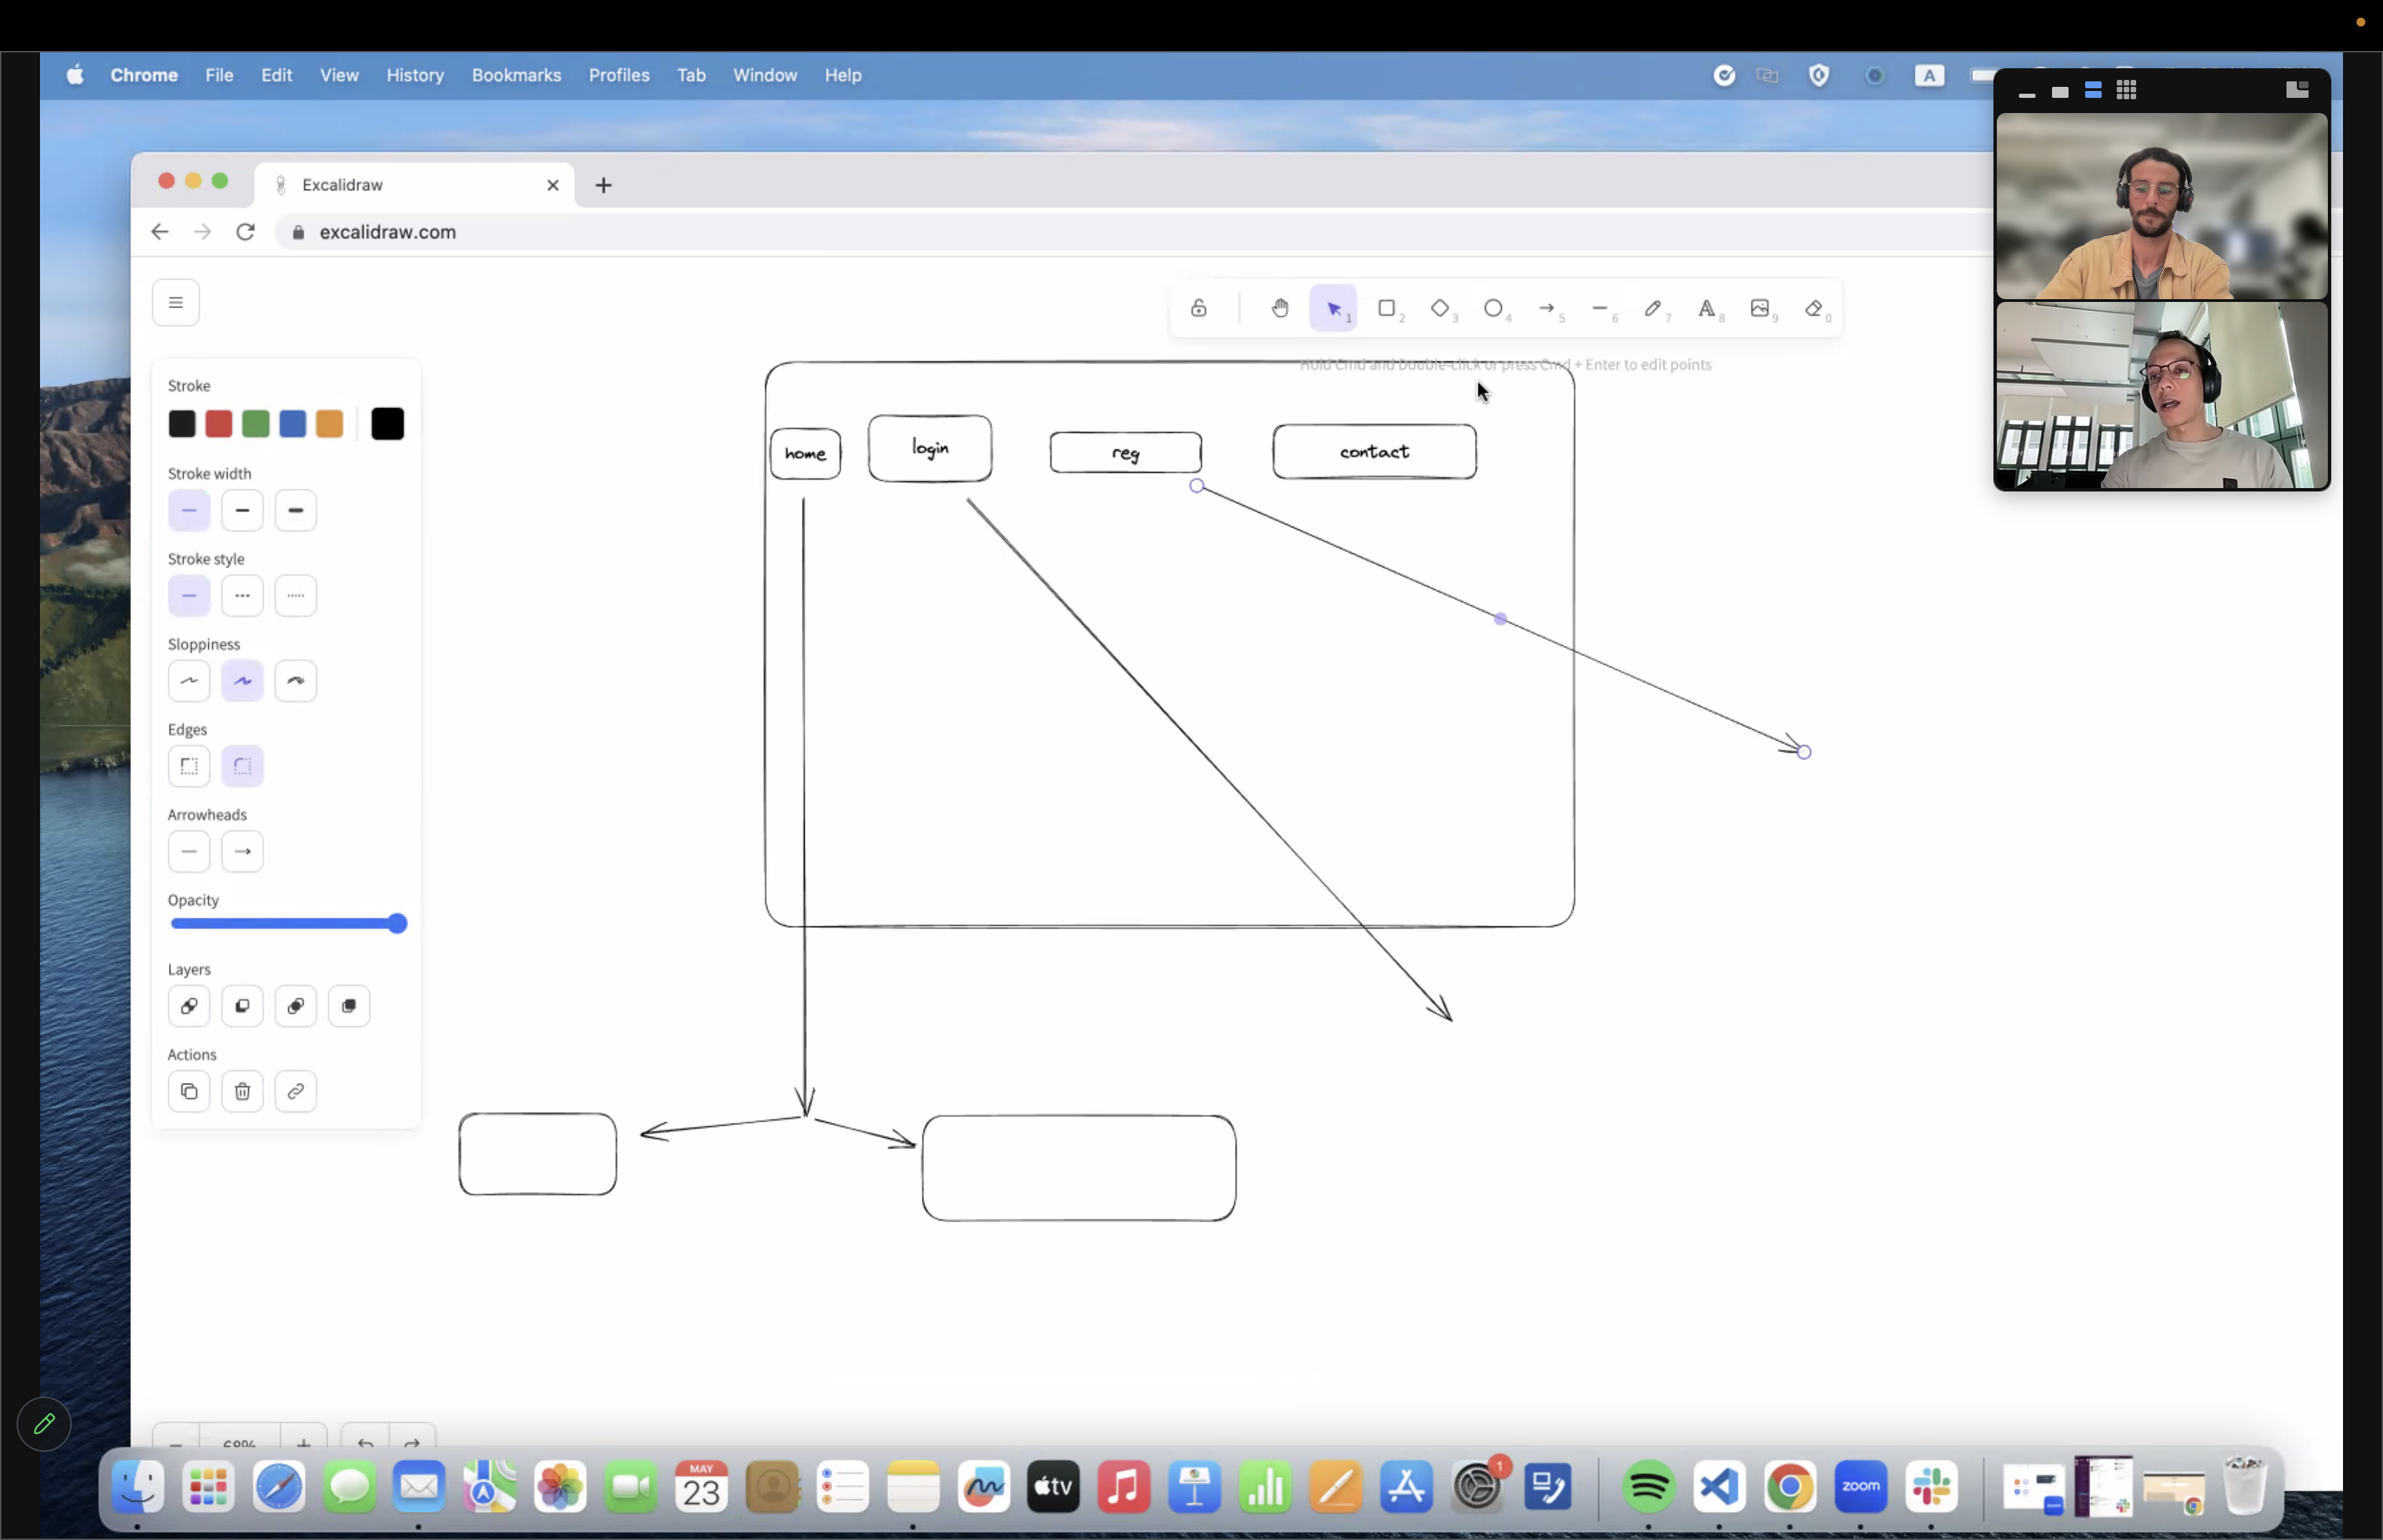 Chrome File Edit View History Bookmarks Profiles Tab Window Help A
Excalidraw
excalidraw.com
1 2 3 4 5 6 7 8 9 0
A
Hold Cmd and Double-click or press Cmd + Enter to edit points
Stroke
Stroke width
Stroke style
Sloppiness
Edges
Arrowheads
Opacity
Layers
Actions
home login reg contact
68%
MAY
23
tv
1
zoom